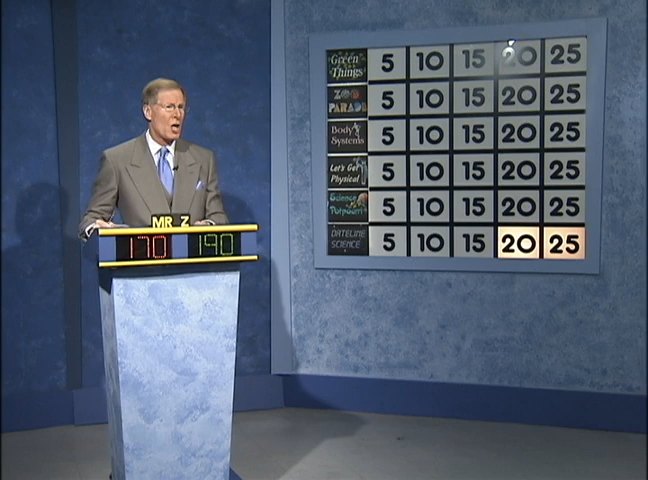 Green Things 5 10 15 20 25
ZOO PARADE 5 10 15 20 25
Body Systems 5 10 15 20 25
Let's Get Physical 5 10 15 20 25
Science Potpourri 5 10 15 20 25
DATELINE SCIENCE 5 10 15 20 25
MR. Z
170 190